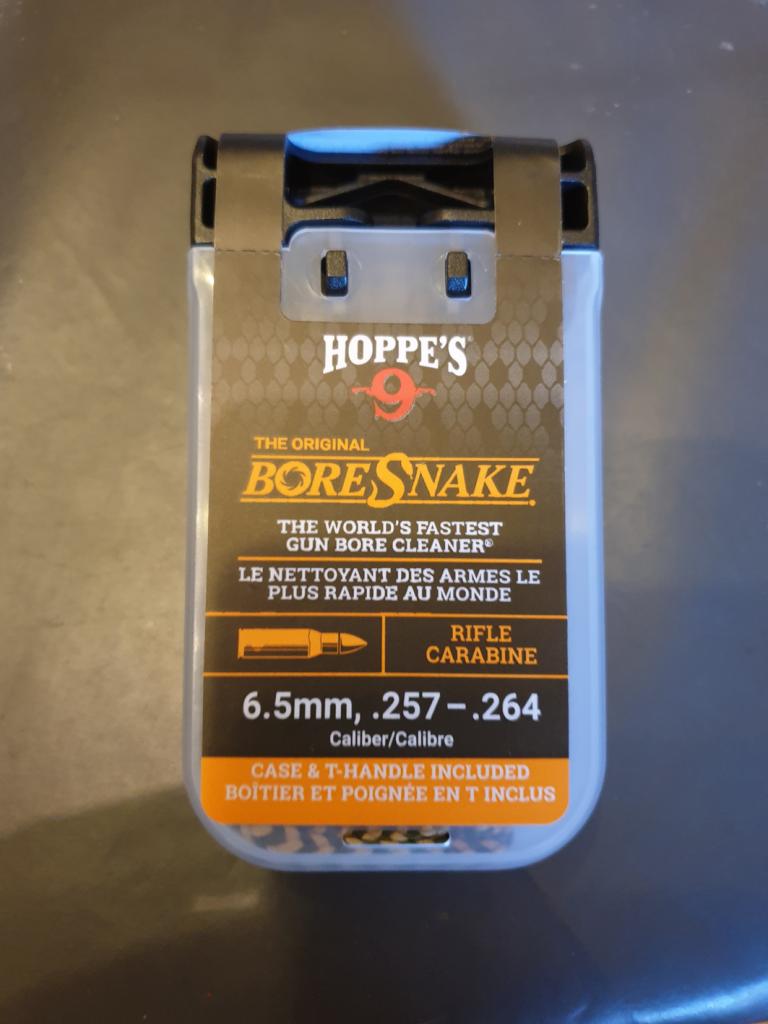 HOPPE'S
9
THE ORIGINAL
BORESNAKE.
THE WORLD'S FASTEST
GUN BORE CLEANER®
LE NETTOYANT DES ARMES LE
PLUS RAPIDE AU MONDE
RIFLE
CARABINE
6.5mm, .257 – .264
Caliber/Calibre
CASE & T-HANDLE INCLUDED
BOÎTIER ET POIGNÉE EN T INCLUS